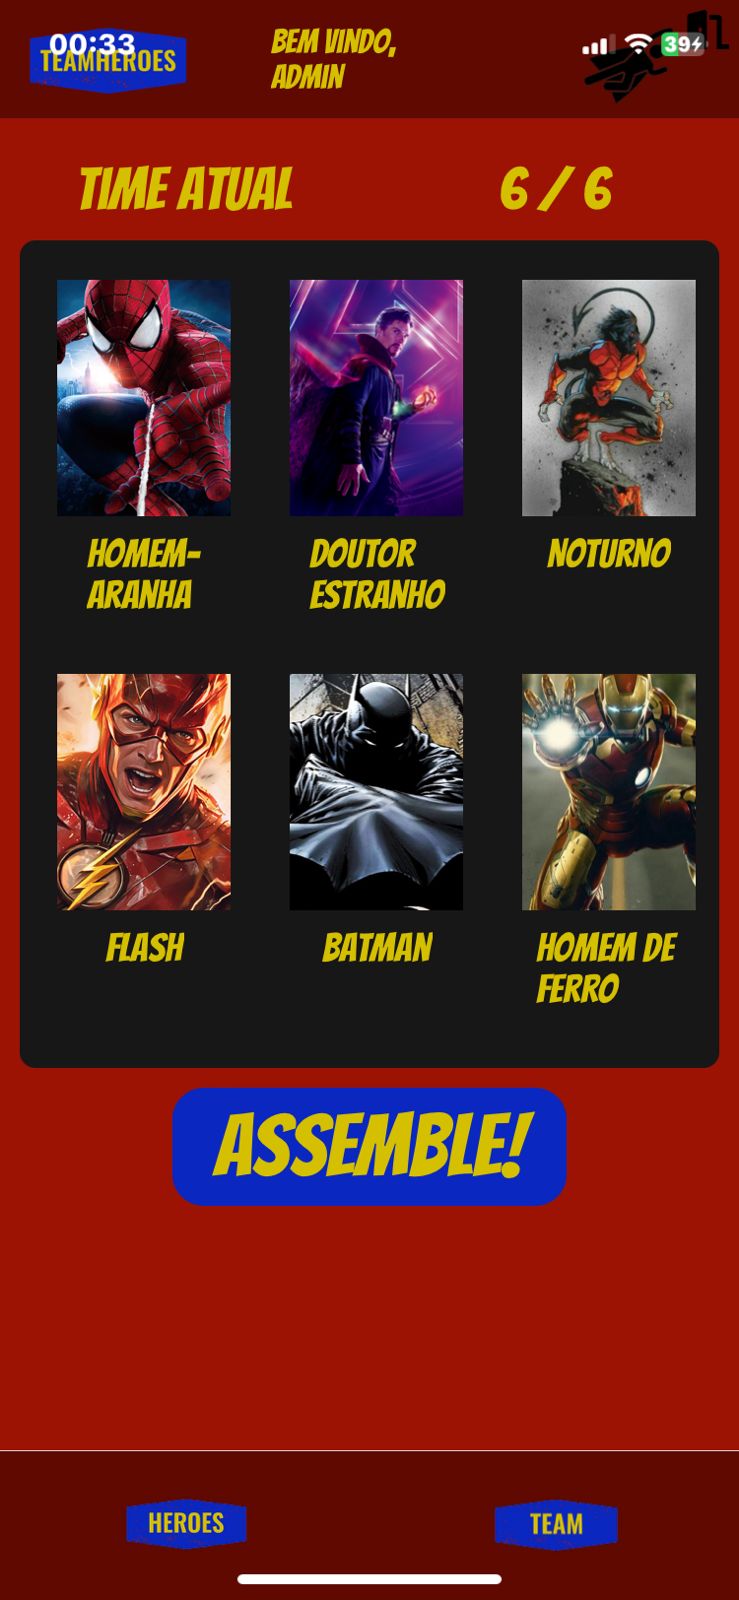 00:33
TEAMHEROES
BEM VINDO,
ADMIN
39
TIME ATUAL
6 / 6
HOMEM-
ARANHA
DOUTOR
ESTRANHO
NOTURNO
FLASH
BATMAN
HOMEM DE
FERRO
ASSEMBLE!
HEROES
TEAM